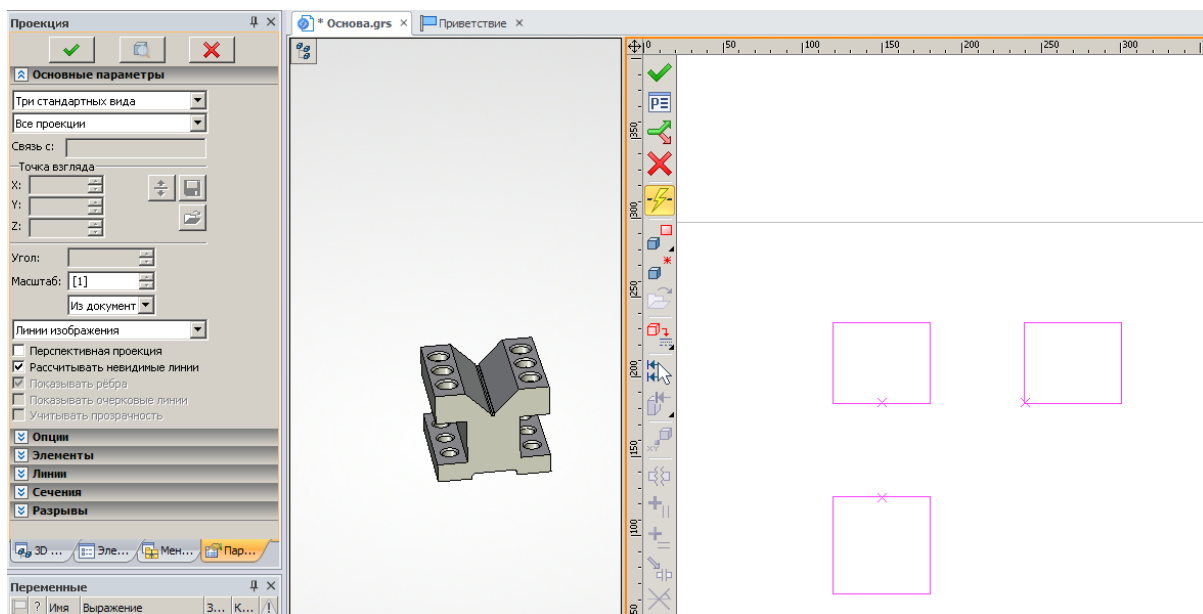 Проекция
* Основа.grs
Приветствие
Основные параметры
Три стандартных вида
Все проекции
Связь с:
Точка взгляда
X:
Y:
Z:
Угол:
Масштаб: [1]
Из документ
Линии изображения
Перспективная проекция
Рассчитывать невидимые линии
Показывать рёбра
Показывать очерковые линии
Учитывать прозрачность
Опции
Элементы
Линии
Сечения
Разрывы
3D ... Эле... Мен... Пар...
Переменные
? Имя Выражение З... К... /!
0 50 100 150 200 250 300
350
300
250
200
150
100
50